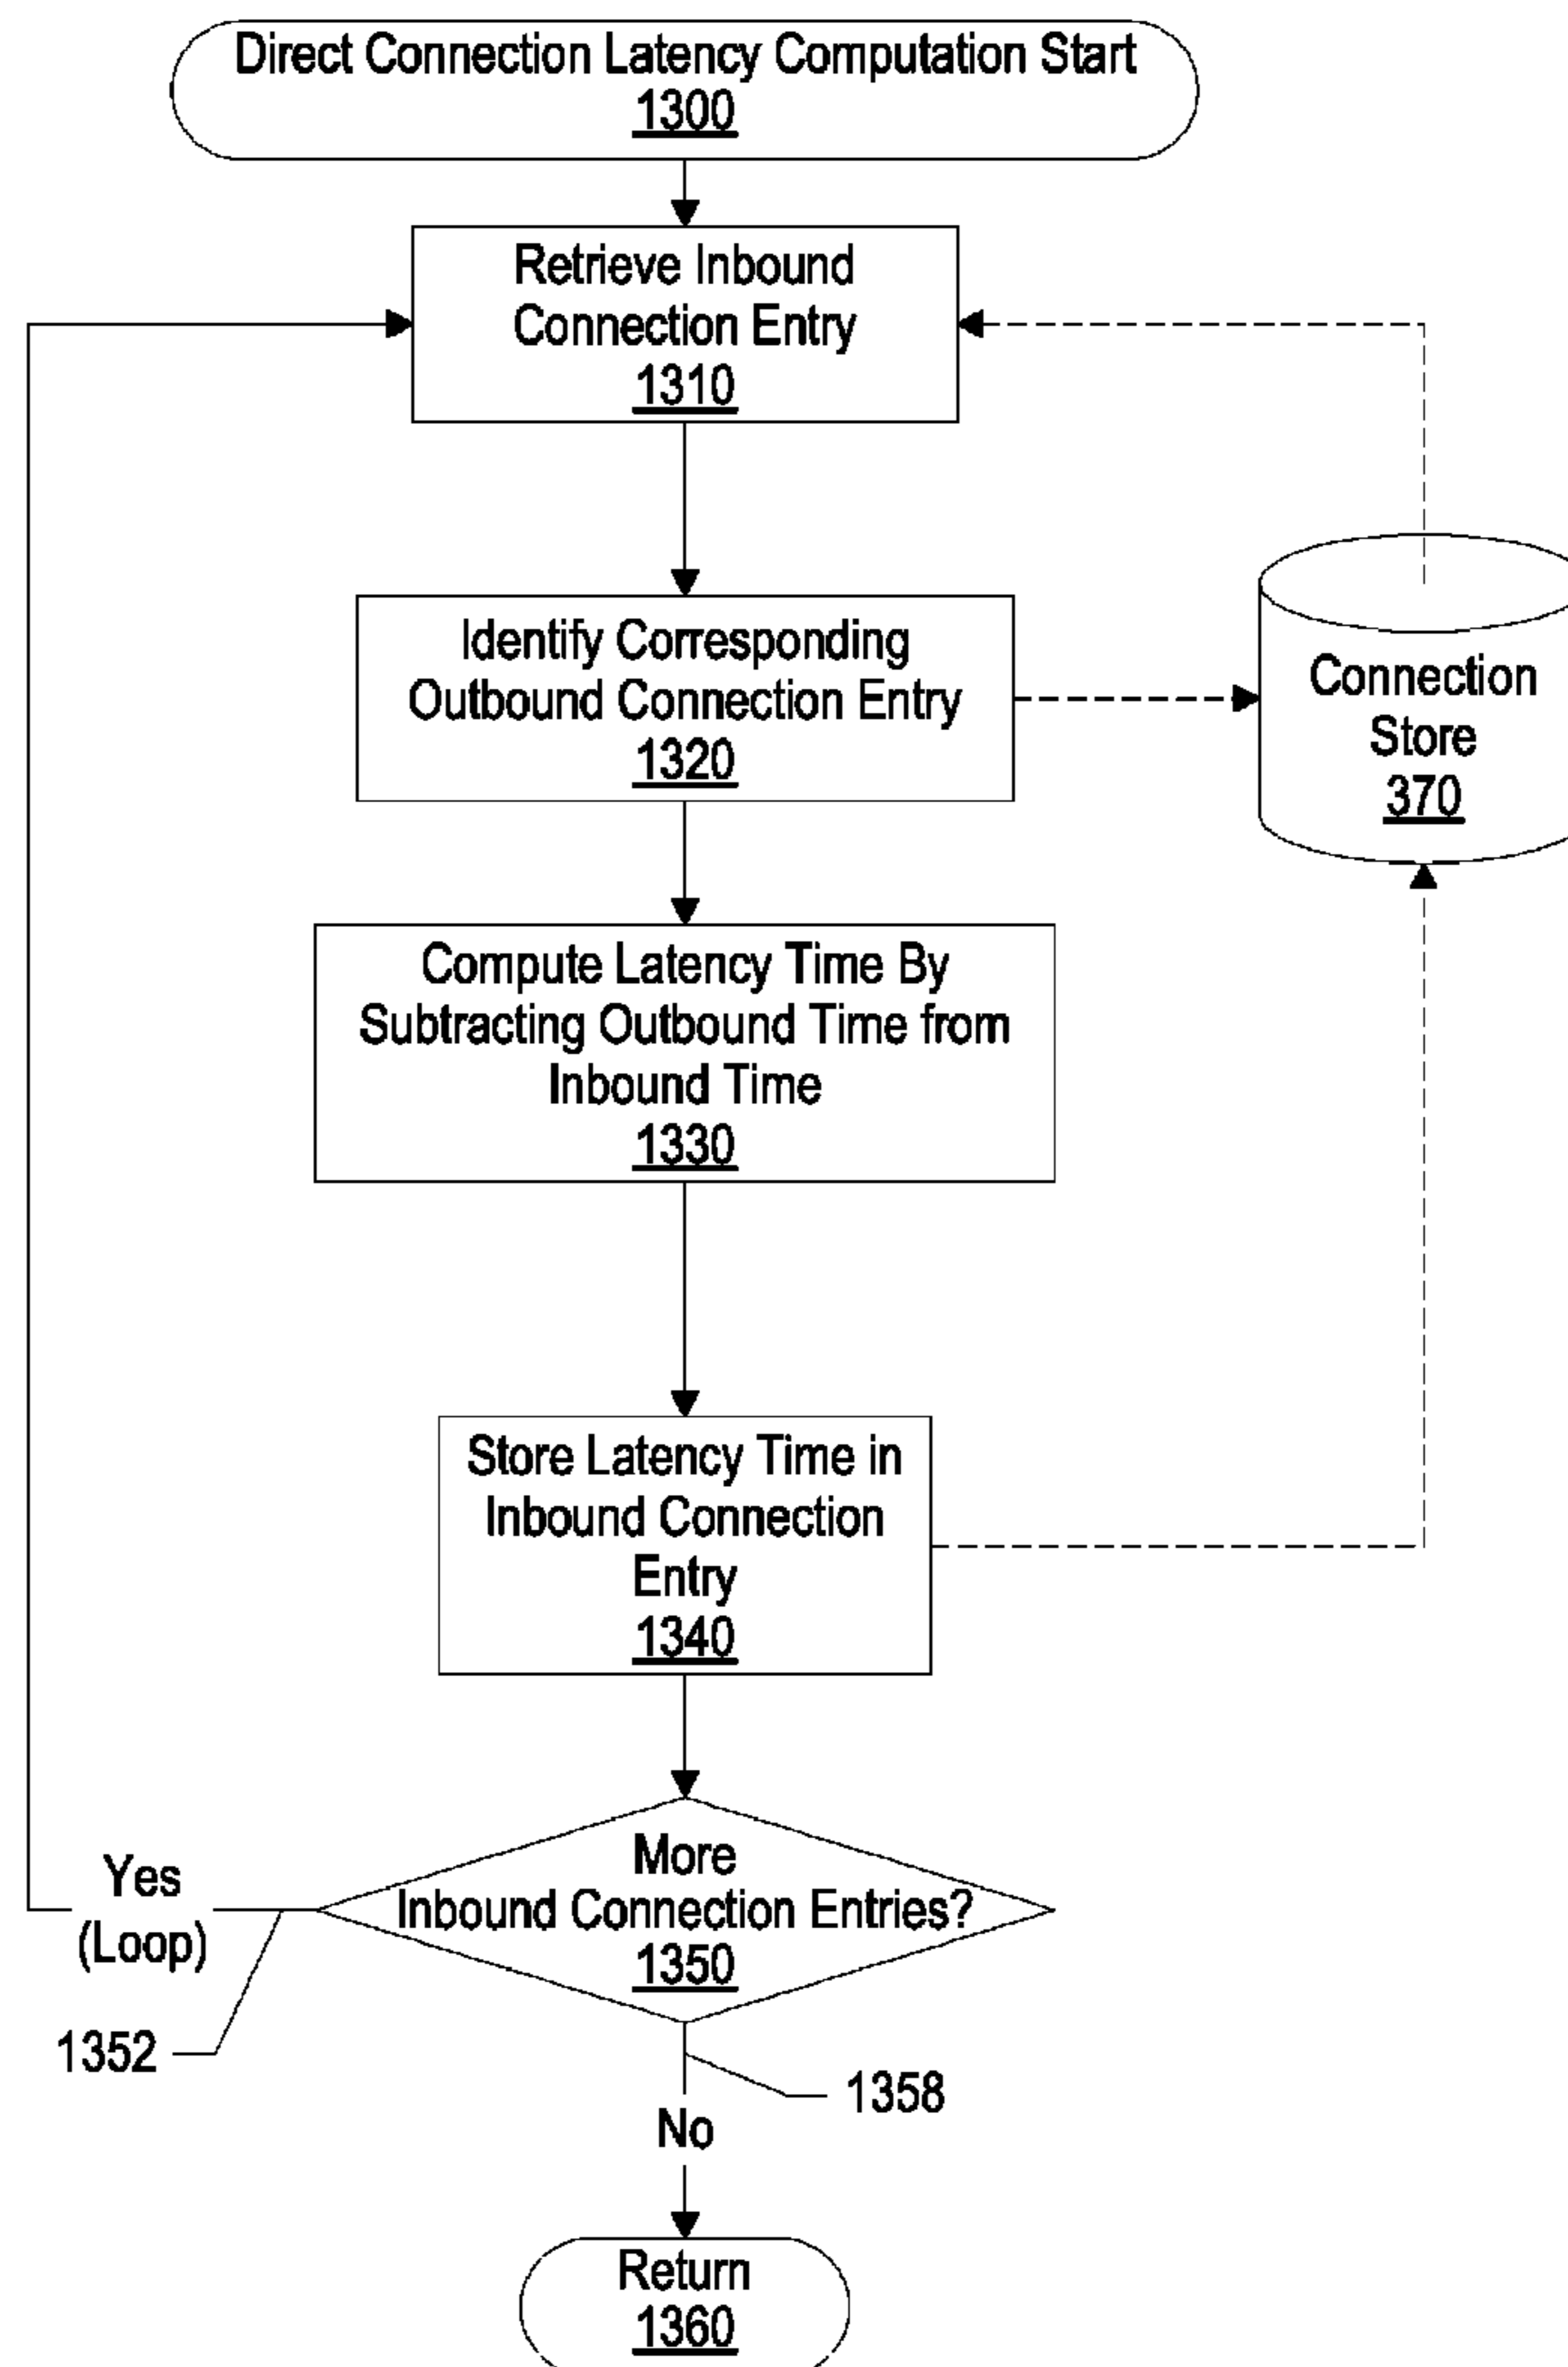 Direct Connection Latency Computation Start
1300
Retrieve Inbound
Connection Entry
1310
Identify Corresponding
Outbound Connection Entry
1320
Connection
Store
370
Compute Latency Time By
Subtracting Outbound Time from
Inbound Time
1330
Store Latency Time in
Inbound Connection
Entry
1340
More
Inbound Connection Entries?
1350
Yes
(Loop)
1352
1358
No
Return
1360